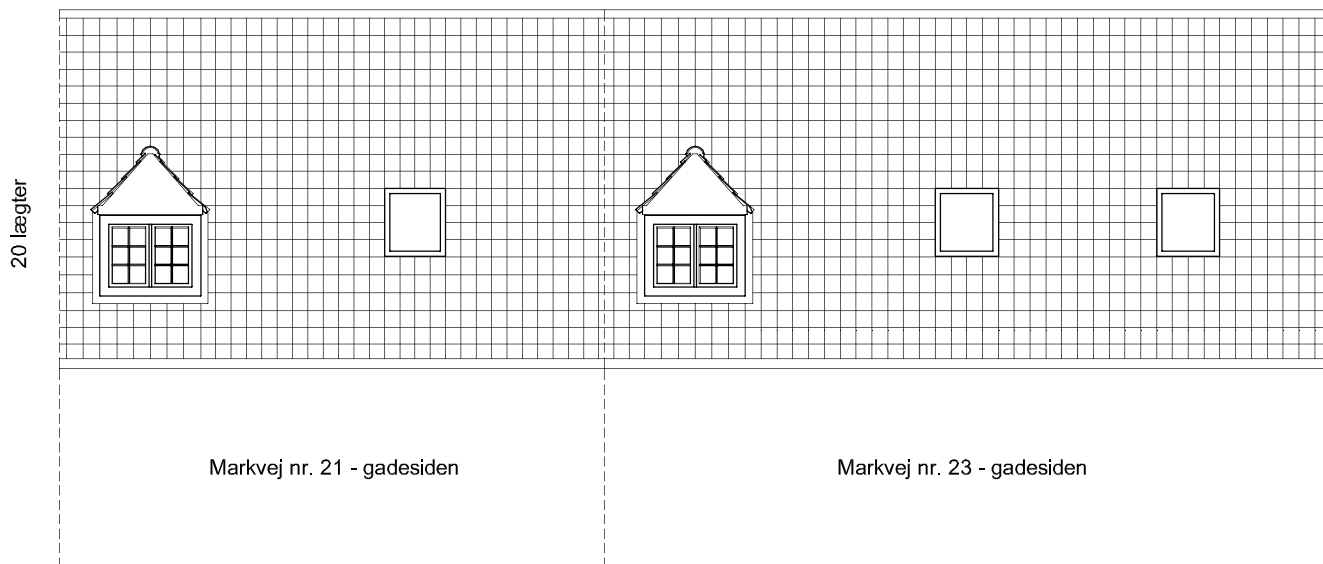 20 lægter
Markvej nr. 21 - gadesiden
Markvej nr. 23 - gadesiden